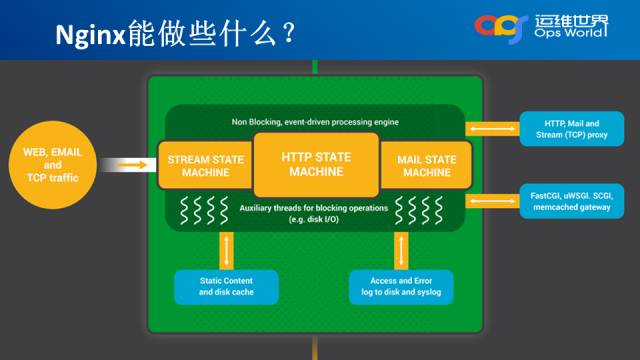 Nginx能做些什么？
运维世界
Ops World
Non Blocking, event-driven processing engine
WEB, EMAIL
and
TCP traffic
STREAM STATE
MACHINE
HTTP STATE
MACHINE
MAIL STATE
MACHINE
HTTP, Mail and
Stream (TCP) proxy
Auxiliary threads for blocking operations
(e.g. disk I/O)
FastCGI, uWSGI. SCGI,
memcached gateway
Static Content
and disk cache
Access and Error
log to disk and syslog